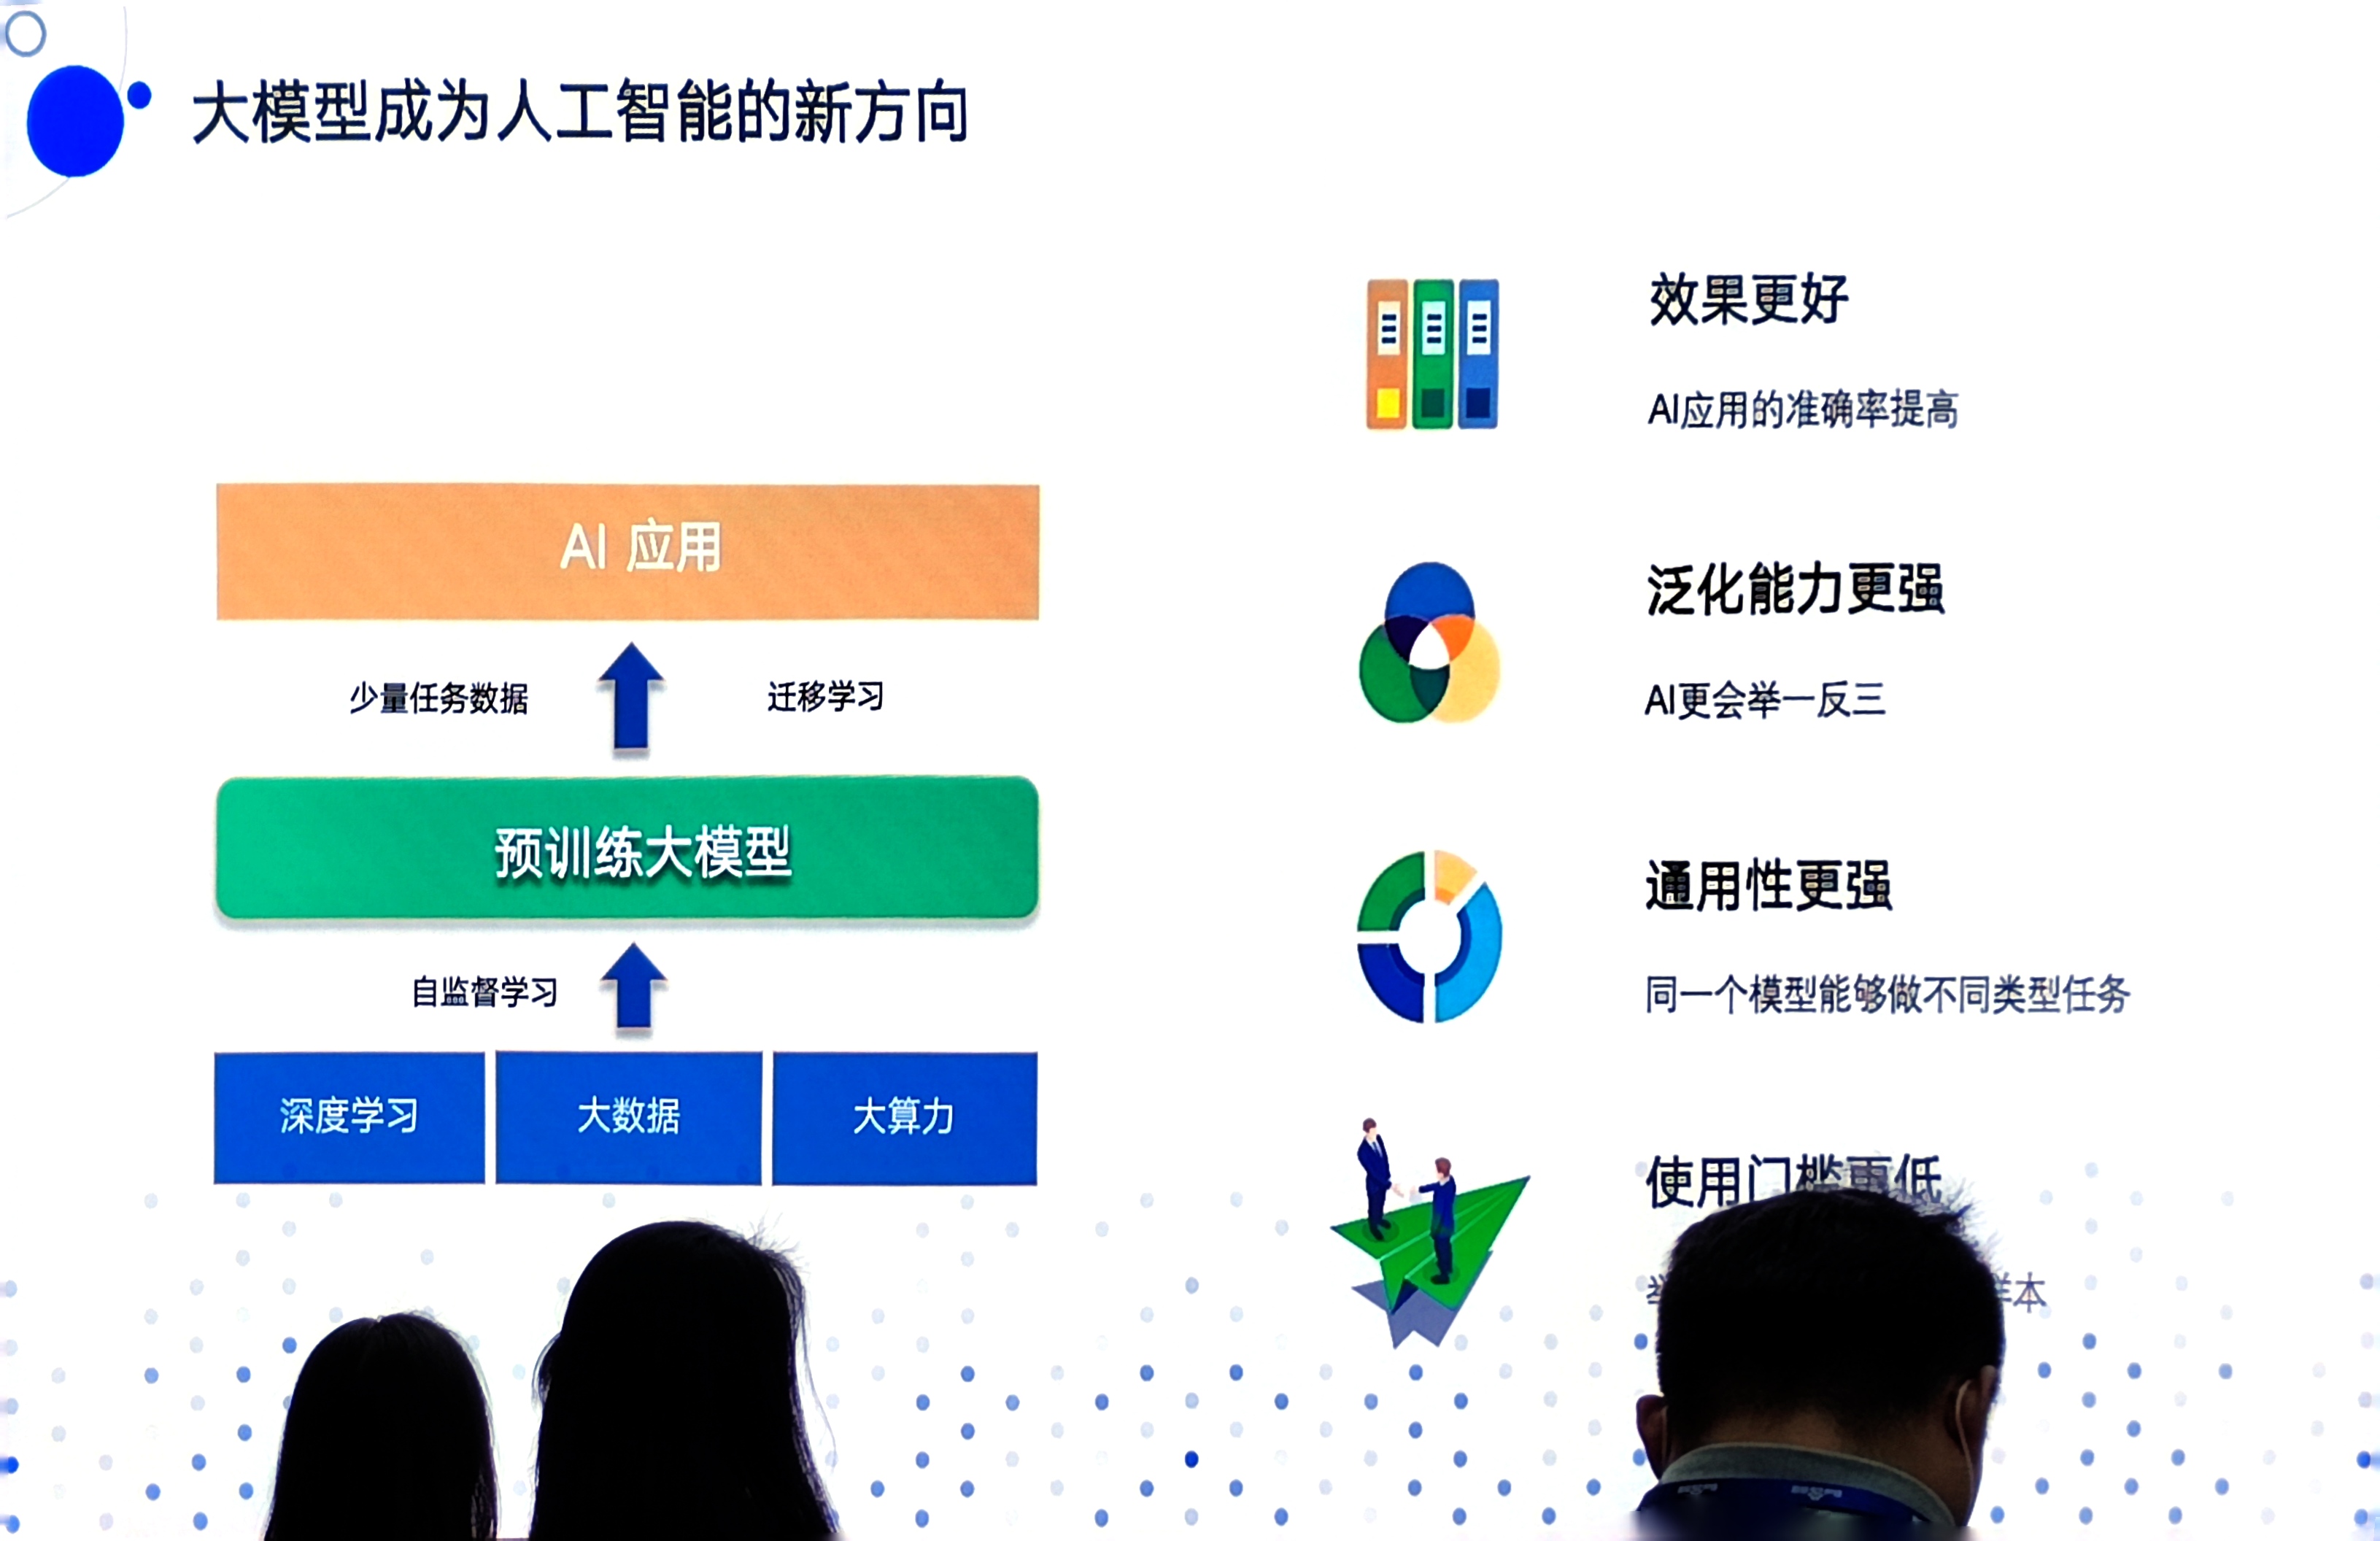 大模型成为人工智能的新方向
AI 应用
少量任务数据
迁移学习
预训练大模型
自监督学习
深度学习
大数据
大算力
效果更好
AI应用的准确率提高
泛化能力更强
AI更会举一反三
通用性更强
同一个模型能够做不同类型任务
使用门槛更低
样本